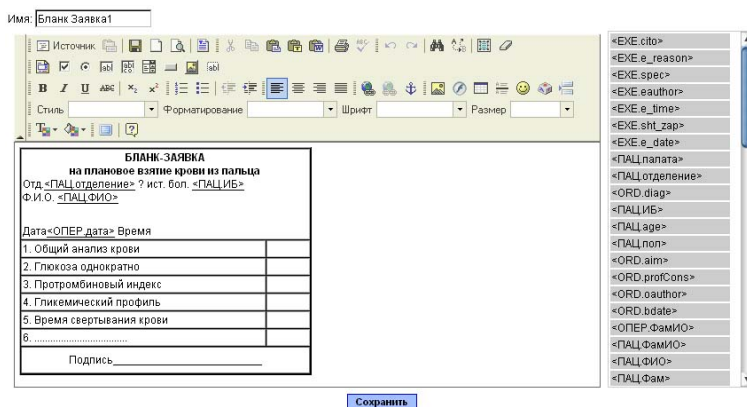 Имя: Бланк Заявка1
Источник
B I U ABC x₂ x²
Стиль Форматирование Шрифт Размер
БЛАНК-ЗАЯВКА
на плановое взятие крови из пальца
Отд.<ПАЦ.отделение> ? ист. бол. <ПАЦ.ИБ>
Ф.И.О. <ПАЦ.ФИО>
Дата<ОПЕР.дата> Время
1. Общий анализ крови
2. Глюкоза однократно
3. Протромбиновый индекс
4. Гликемический профиль
5. Время свертывания крови
6. ....................................
Подпись_________________________
<EXE.cito>
<EXE.e_reason>
<EXE.spec>
<EXE.eauthor>
<EXE.e_time>
<EXE.sht_zap>
<EXE.e_date>
<ПАЦ.палата>
<ПАЦ.отделение>
<ORD.diag>
<ПАЦ.ИБ>
<ПАЦ.age>
<ПАЦ.пол>
<ORD.aim>
<ORD.profCons>
<ORD.oauthor>
<ORD.bdate>
<ОПЕР.ФамИО>
<ПАЦ.ФамИО>
<ПАЦ.ФИО>
<ПАЦ.Фам>
Сохранить